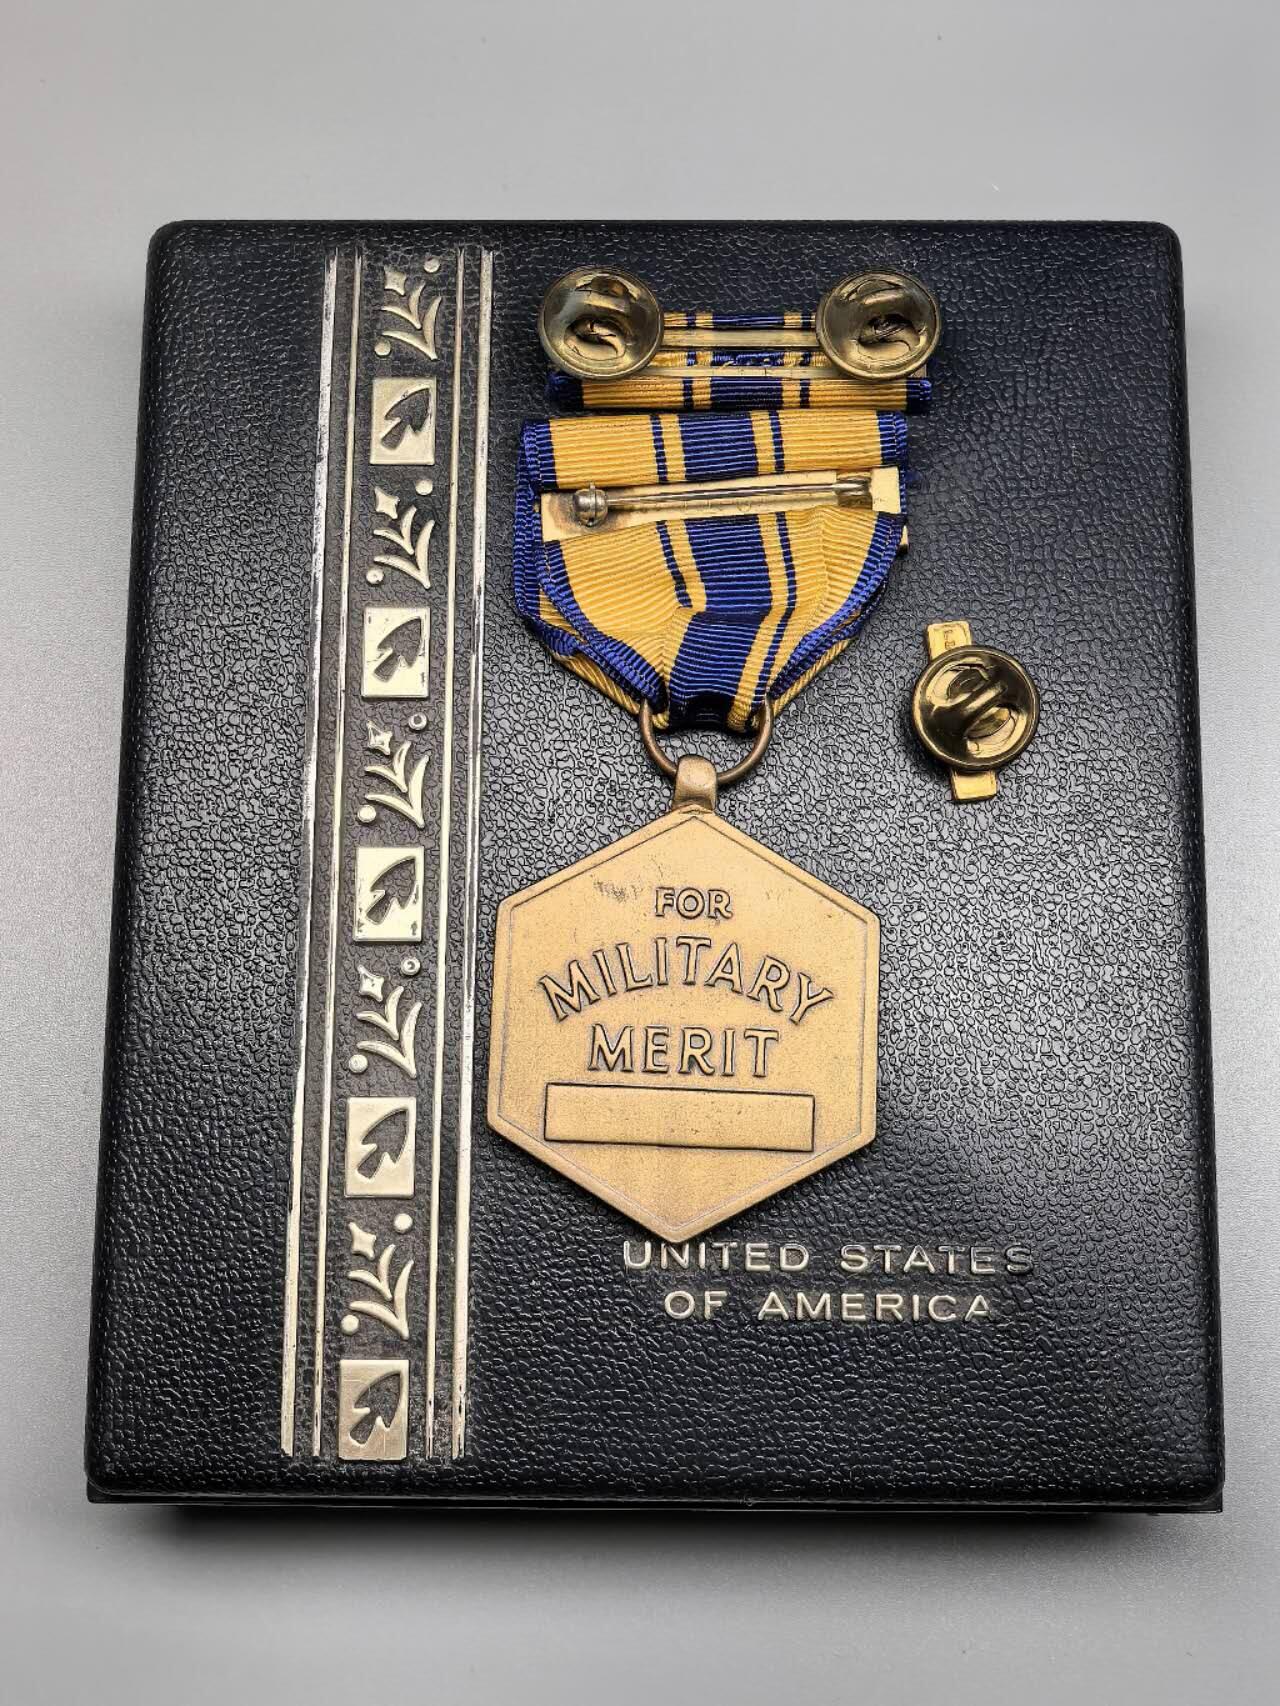 FOR
MILITARY
MERIT
UNITED STATES
OF AMERICA